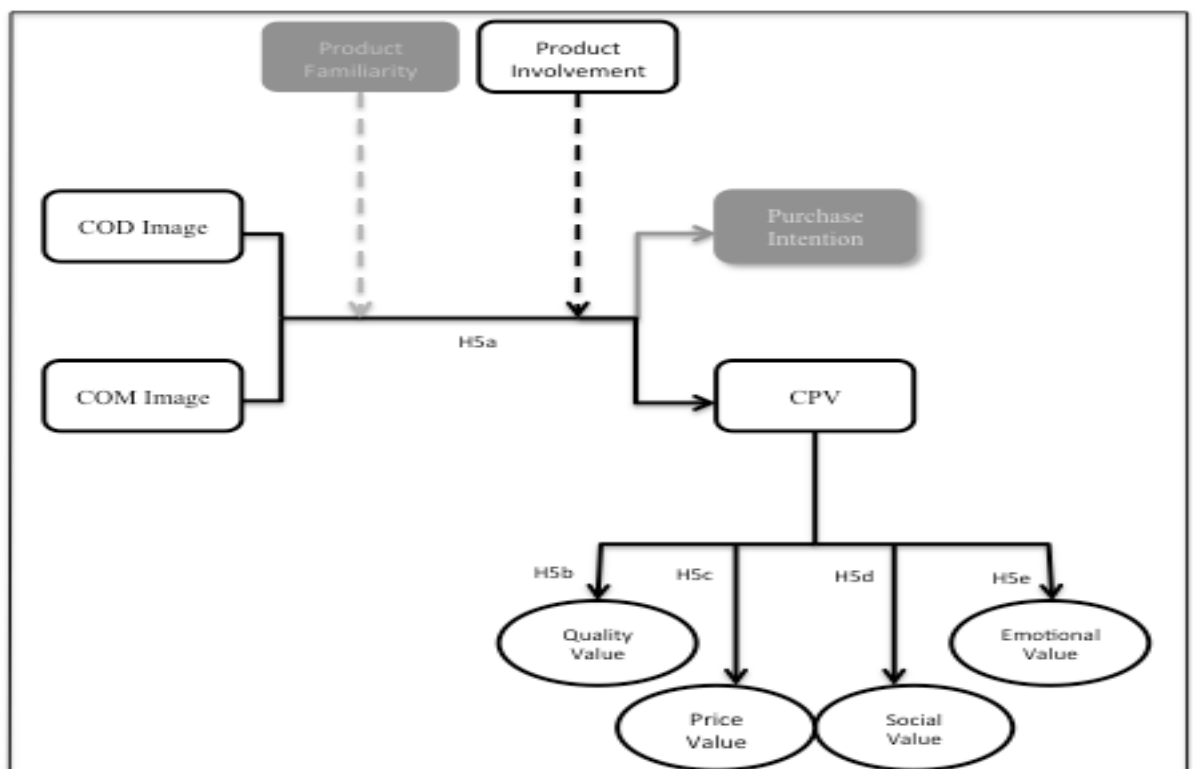 Product
Familiarity
Product
Involvement
COD Image
Purchase
Intention
H5a
COM Image
CPV
H5b
H5c
H5d
H5e
Quality
Value
Emotional
Value
Price
Value
Social
Value